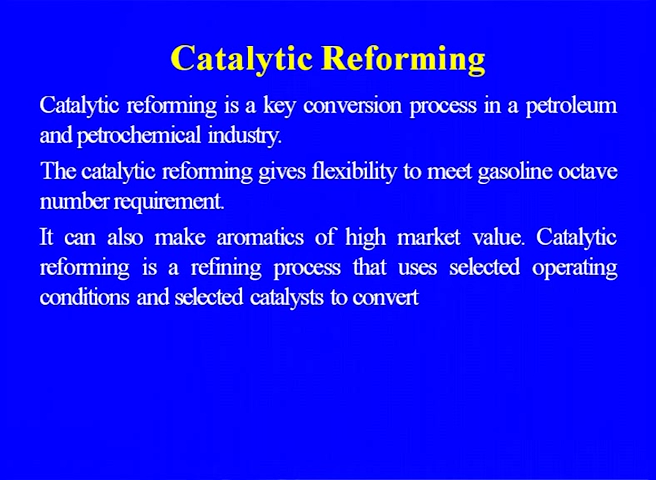 Catalytic Reforming
Catalytic reforming is a key conversion process in a petroleum
and petrochemical industry.
The catalytic reforming gives flexibility to meet gasoline octave
number requirement.
It can also make aromatics of high market value. Catalytic
reforming is a refining process that uses selected operating
conditions and selected catalysts to convert